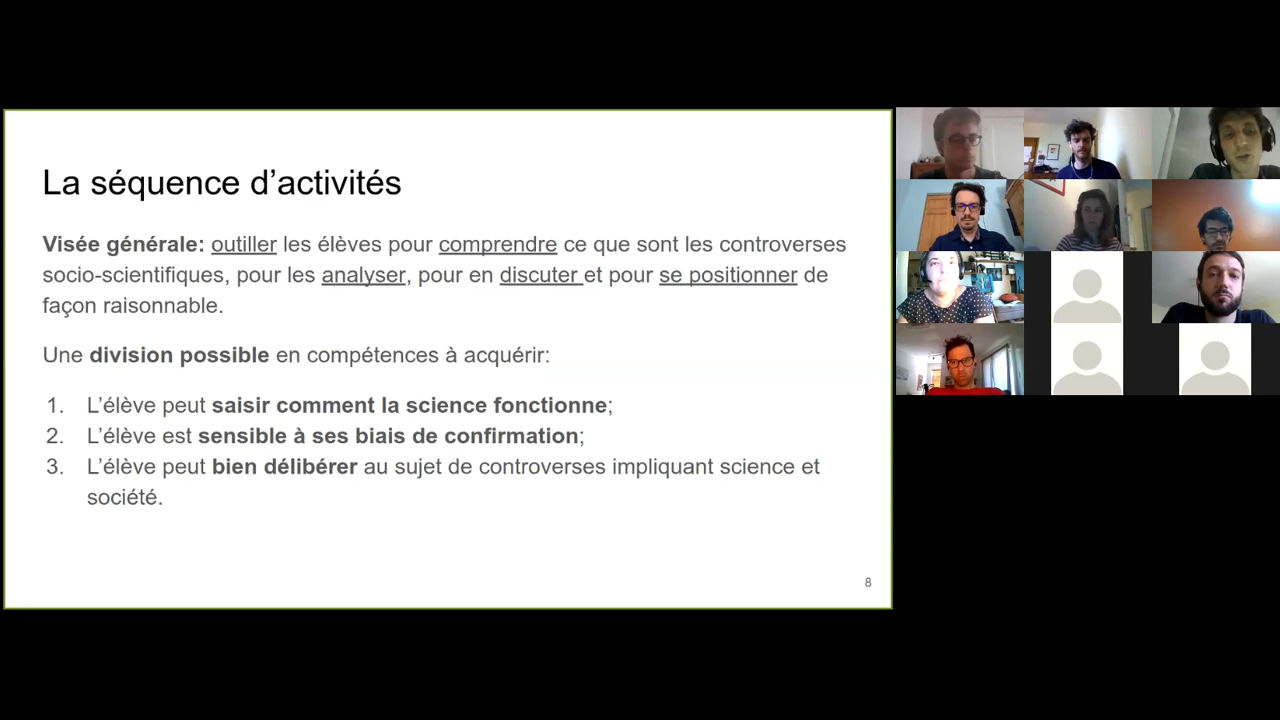 La séquence d’activités
Visée générale: outiller les élèves pour comprendre ce que sont les controverses
socio-scientifiques, pour les analyser, pour en discuter et pour se positionner de
façon raisonnable.
Une division possible en compétences à acquérir:
1. L’élève peut saisir comment la science fonctionne;
2. L’élève est sensible à ses biais de confirmation;
3. L’élève peut bien délibérer au sujet de controverses impliquant science et
société.
8